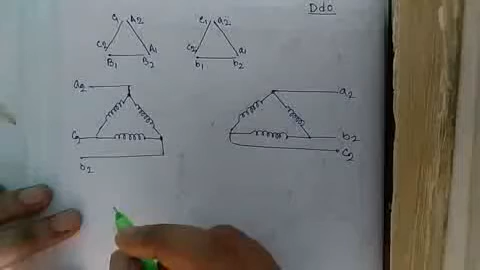 Dd0
C1 A2 C1 a2
C2 A1 C2 a1
B1 B2 b1 b2
a2 a2
C2 b2
b2 C2